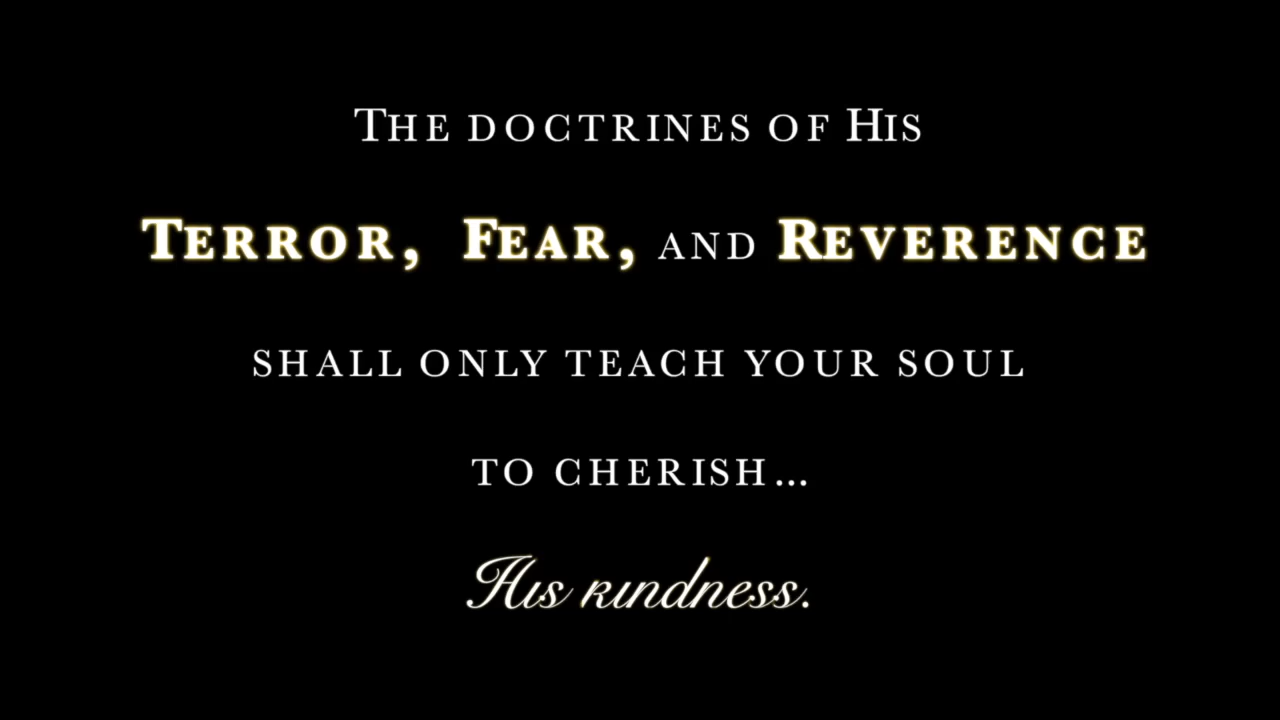 The doctrines of His
Terror, Fear, and Reverence
shall only teach your soul
to cherish...
His kindness.